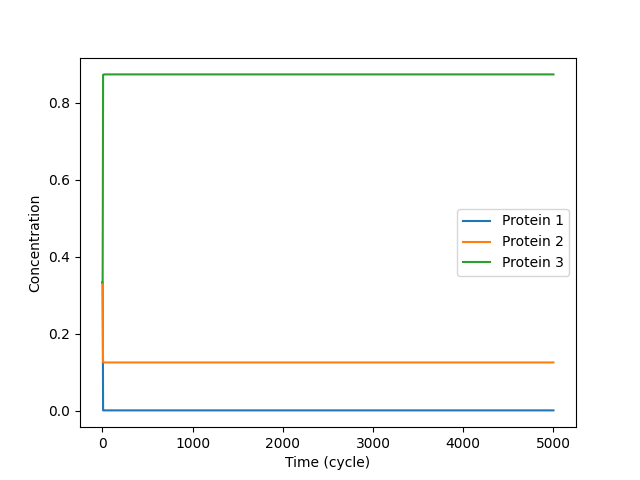 0.8
0.6
0.4
0.2
0.0
Concentration
Protein 1
Protein 2
Protein 3
0 1000 2000 3000 4000 5000
Time (cycle)